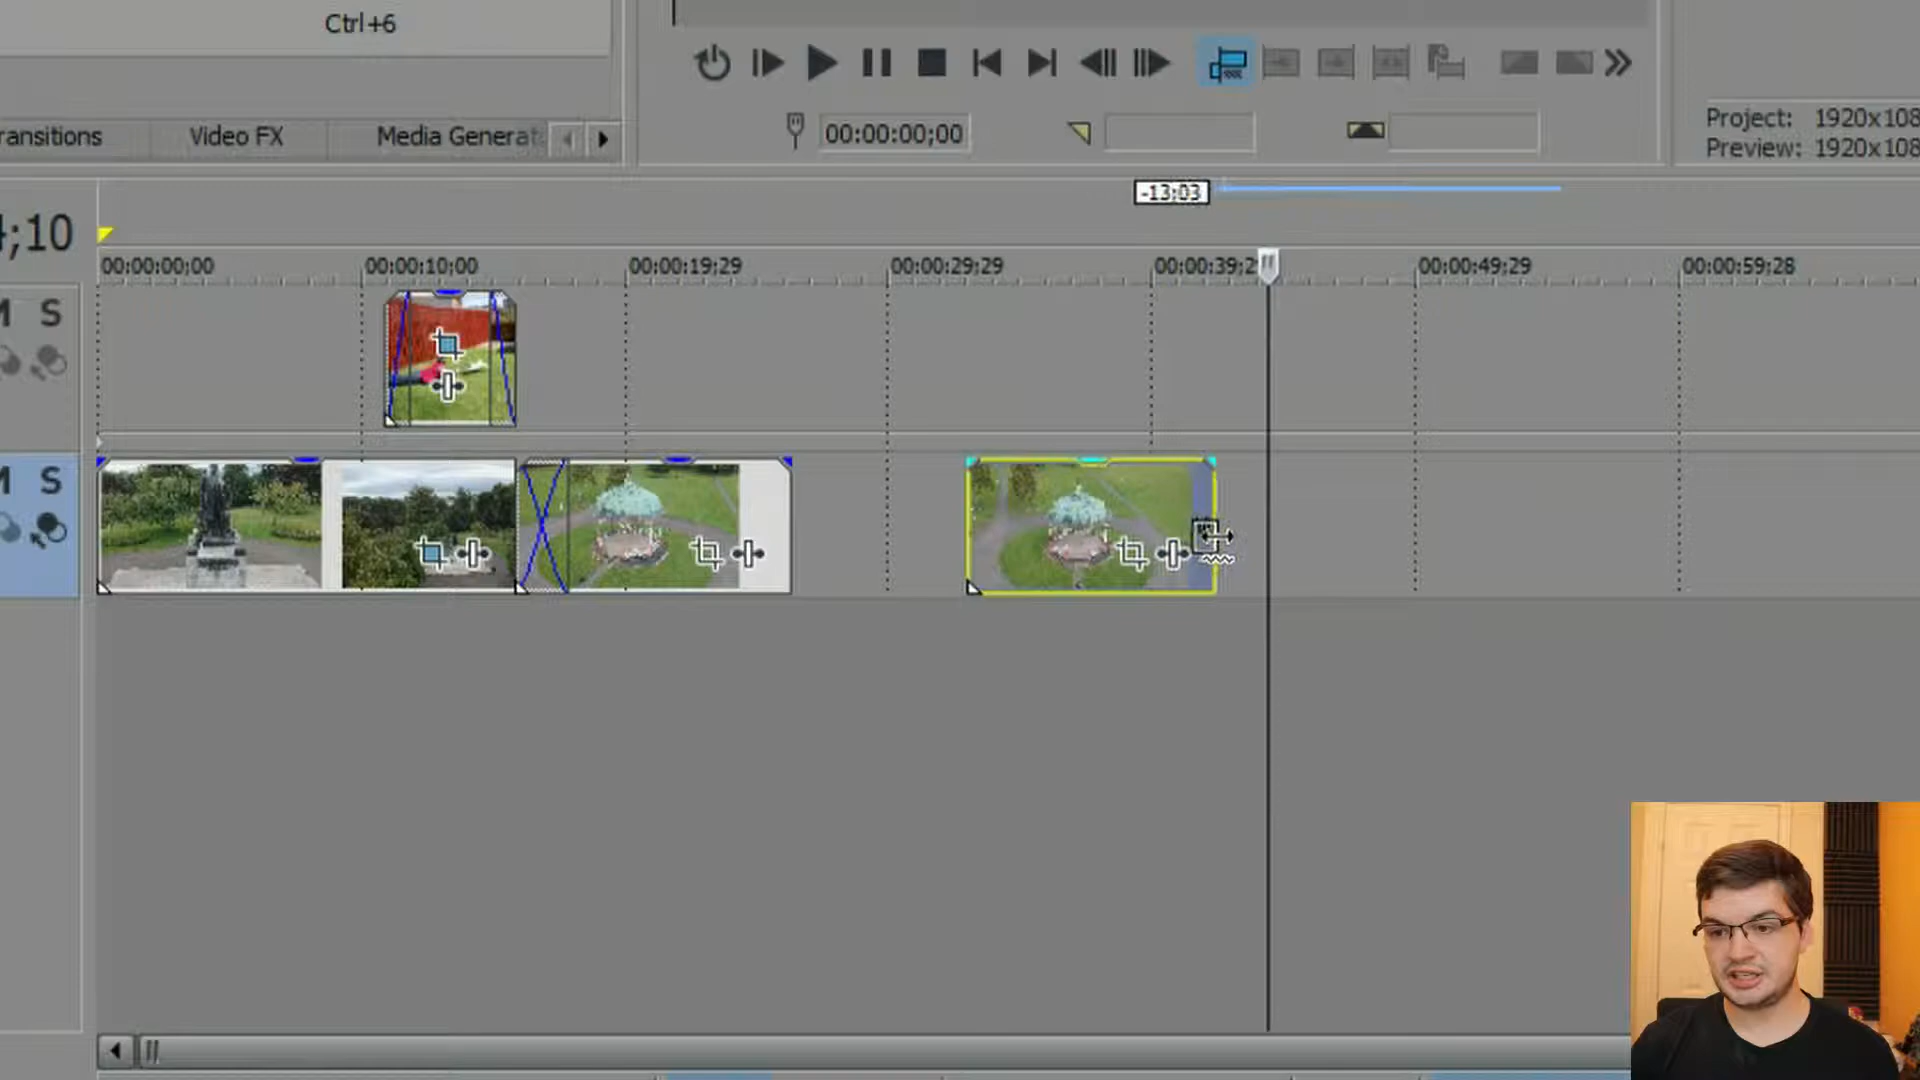 Ctrl+6
ransitions
Video FX
Media Generat
00:00:00;00
Project: 1920x108
Preview: 1920x108
-13;03
4;10
00:00:00;00
00:00:10;00
00:00:19;29
00:00:29;29
00:00:39;2
00:00:49;29
00:00:59;28
M S
M S